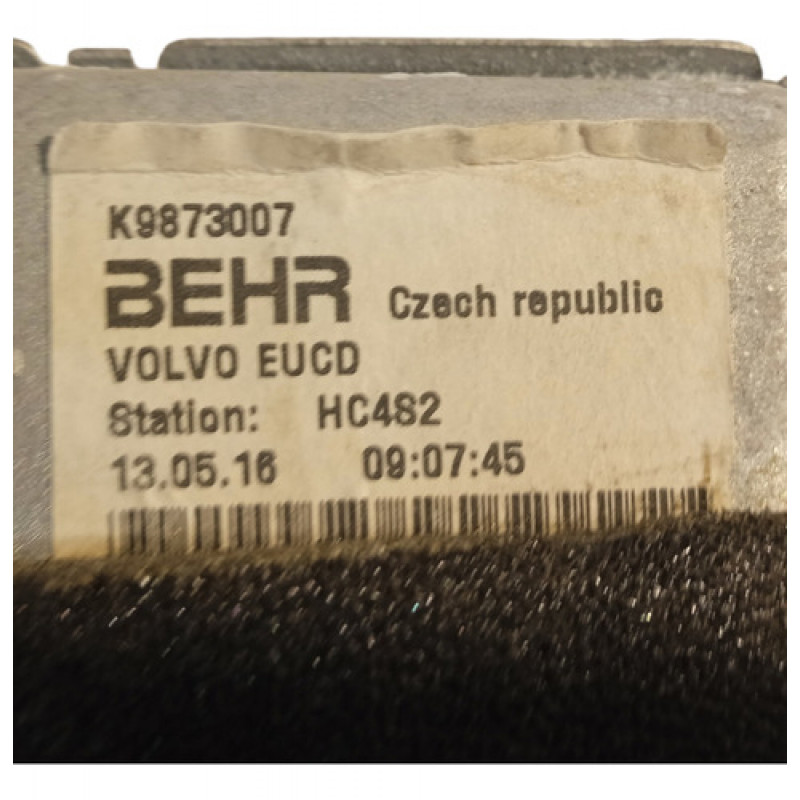 K9873007
BEHR Czech republic
VOLVO EUCD
Station: HC482
13.05.16 09:07:45